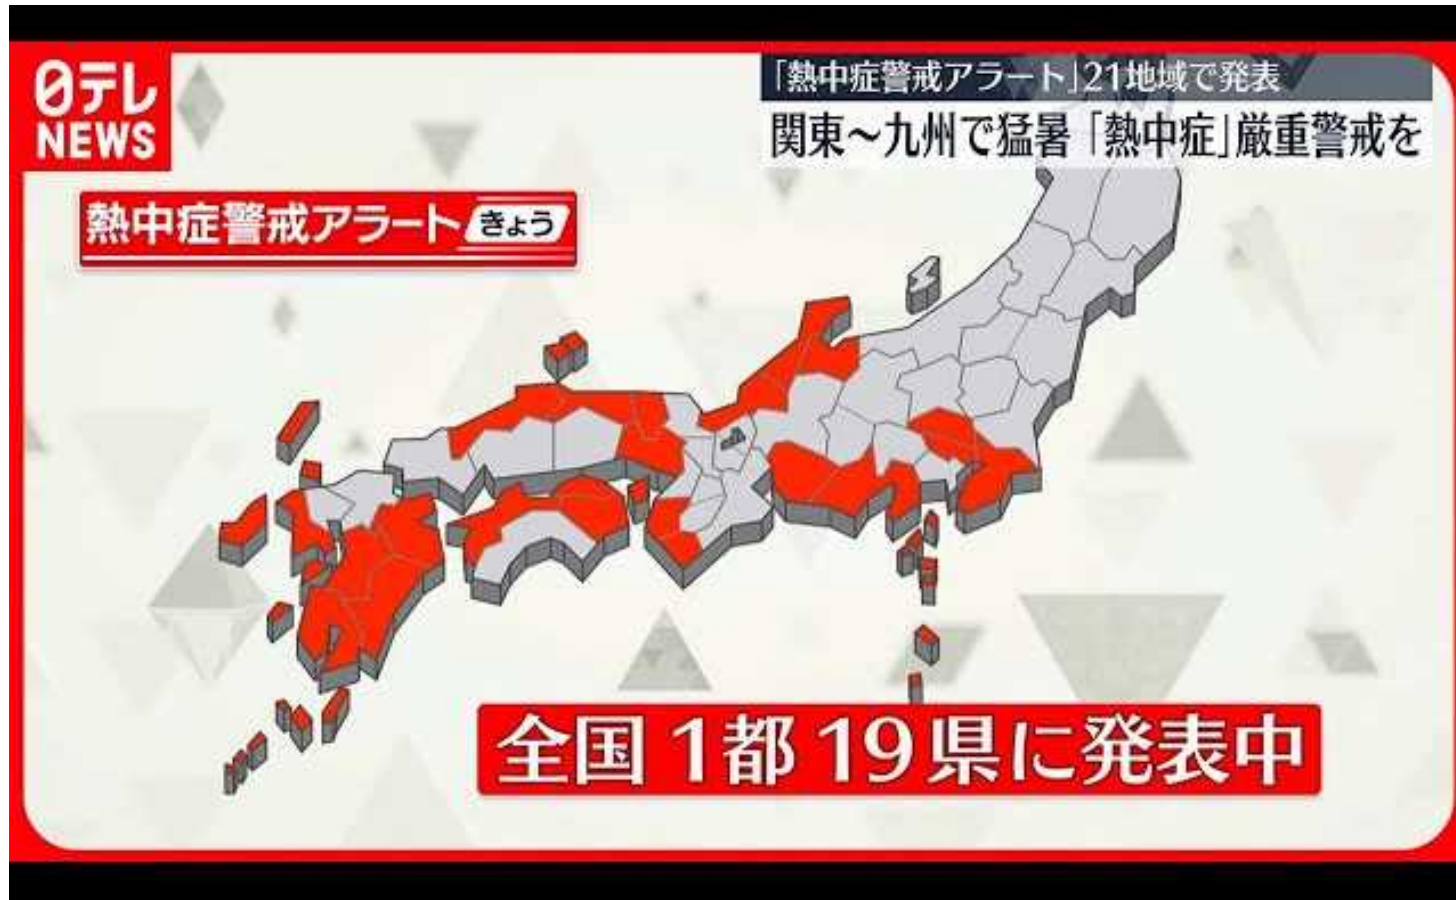 日テレ
NEWS
「熱中症警戒アラート」21地域で発表
関東～九州で猛暑「熱中症」厳重警戒を
熱中症警戒アラート きょう
全国1都19県に発表中